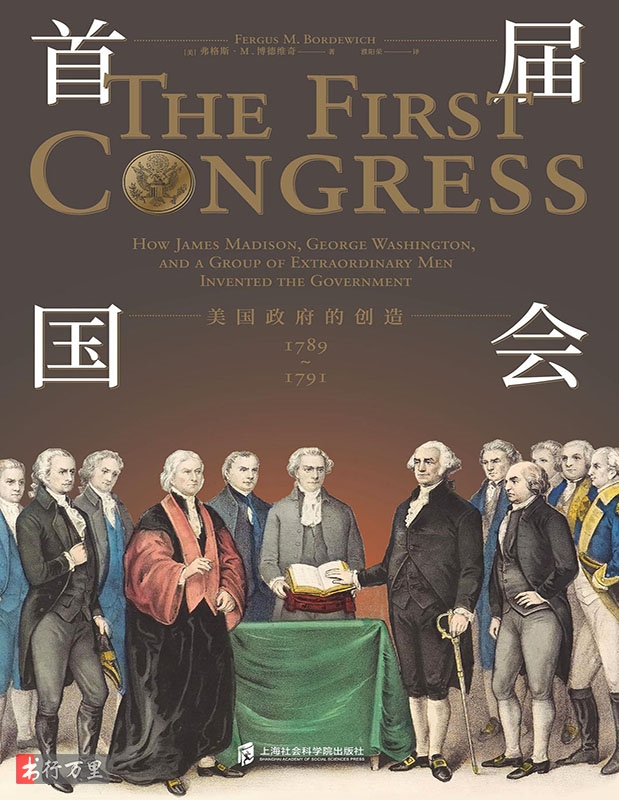 FERGUS M. BORDEWICH
[美] 弗格斯·M.博德维奇——著 濮阳荣——译
首届
THE FIRST
CONGRESS
HOW JAMES MADISON, GEORGE WASHINGTON,
AND A GROUP OF EXTRAORDINARY MEN
INVENTED THE GOVERNMENT
国会
美国政府的创造
1789
~
1791
上海社会科学院出版社
SHANGHAI ACADEMY OF SOCIAL SCIENCES PRESS
书行万里